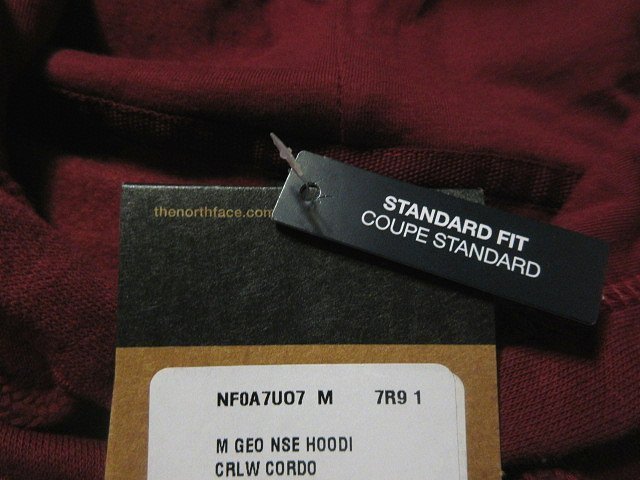 thenorthface.com
STANDARD FIT
COUPE STANDARD
NF0A7UO7 M 7R9 1
M GEO NSE HOODI
CRLW CORDO